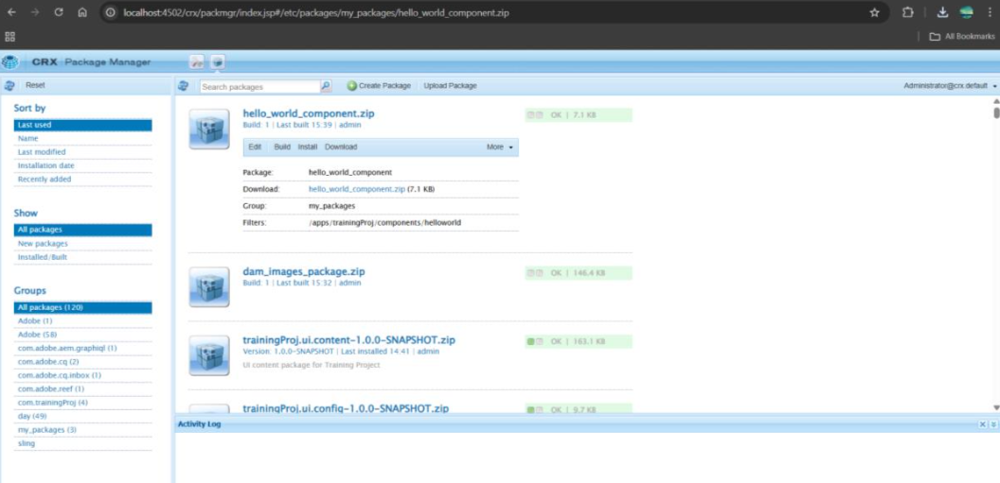 localhost:4502/crx/packmgr/index.jsp#/etc/packages/my_packages/hello_world_component.zip
All Bookmarks
CRX Package Manager
Reset
Search packages
Create Package
Upload Package
Administrator@crx.default
Sort by
Last used
Name
Last modified
Installation date
Recently added
Show
All packages
New packages
Installed/Built
Groups
All packages (120)
Adobe (1)
Adobe (58)
com.adobe.aem.graphiql (1)
com.adobe.cq (2)
com.adobe.cq.inbox (1)
com.adobe.reef (1)
com.trainingProj (4)
day (49)
my_packages (3)
sling
hello_world_component.zip
Build: 1 | Last built 15:39 | admin
OK | 7.1 KB
Edit Build Install Download More
Package: hello_world_component
Download: hello_world_component.zip (7.1 KB)
Group: my_packages
Filters: /apps/trainingProj/components/helloworld
dam_images_package.zip
Build: 1 | Last built 15:32 | admin
OK | 146.4 KB
trainingProj.ui.content-1.0.0-SNAPSHOT.zip
Version: 1.0.0-SNAPSHOT | Last installed 14:41 | admin
UI content package for Training Project
OK | 163.1 KB
trainingProj.ui.config-1.0.0-SNAPSHOT.zip
OK | 9.7 KB
Activity Log